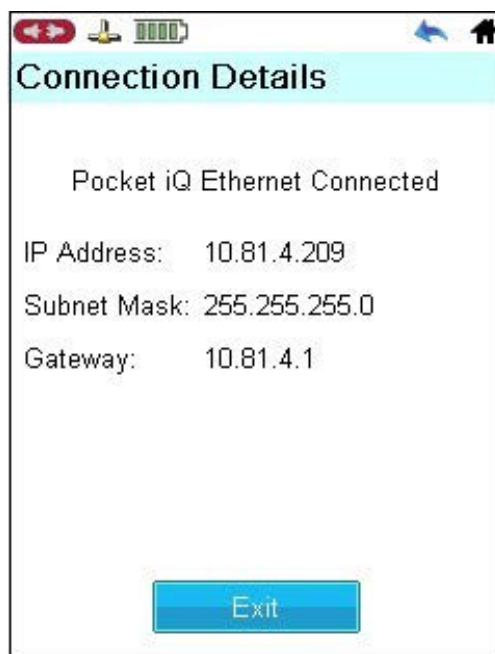 Connection Details
Pocket iQ Ethernet Connected
IP Address: 10.81.4.209
Subnet Mask: 255.255.255.0
Gateway: 10.81.4.1
Exit